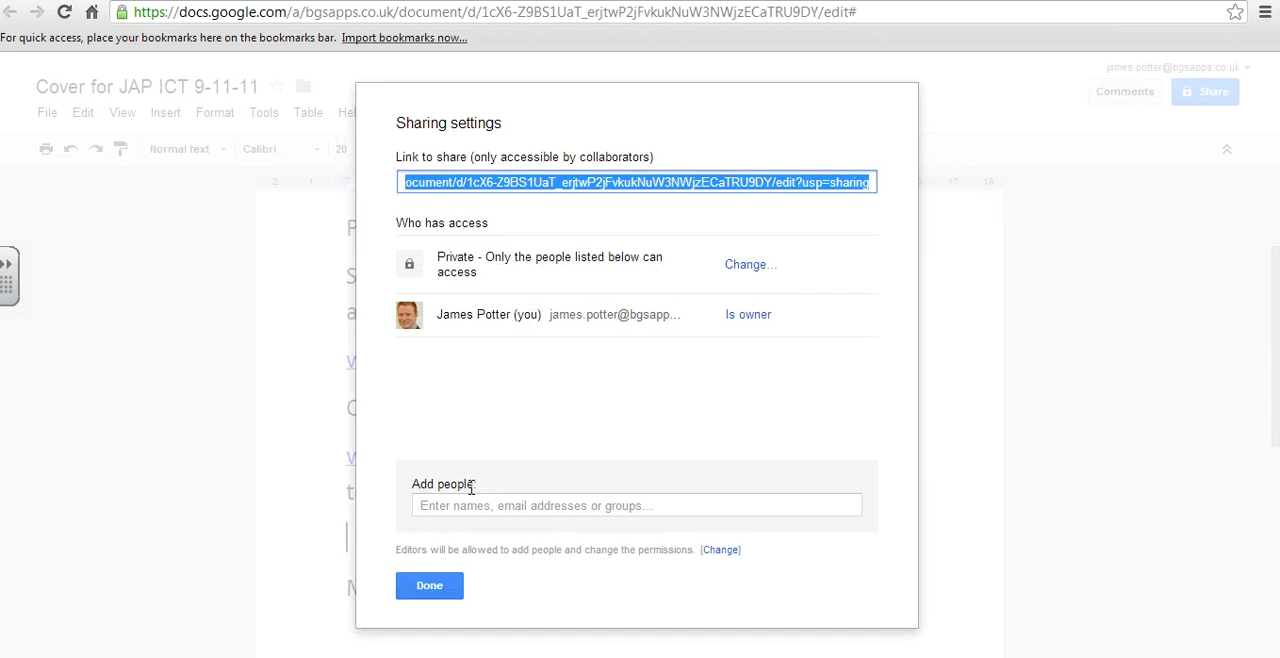 https://docs.google.com/a/bgsapps.co.uk/document/d/1cX6-Z9BS1UaT_erjtwP2jFvkukNuW3NWjzECaTRU9DY/edit#
For quick access, place your bookmarks here on the bookmarks bar. Import bookmarks now...
james.potter@bgsapps.co.uk
Cover for JAP ICT 9-11-11
Comments Share
File Edit View Insert Format Tools Table Hel
Normal text Calibri 20
2 1 17 18
Sharing settings
Link to share (only accessible by collaborators)
ocument/d/1cX6-Z9BS1UaT_erjtwP2jFvkukNuW3NWjzECaTRU9DY/edit?usp=sharing
Who has access
Private - Only the people listed below can
access
Change...
James Potter (you) james.potter@bgsapp... Is owner
Add people:
Enter names, email addresses or groups...
Editors will be allowed to add people and change the permissions. [Change]
Done